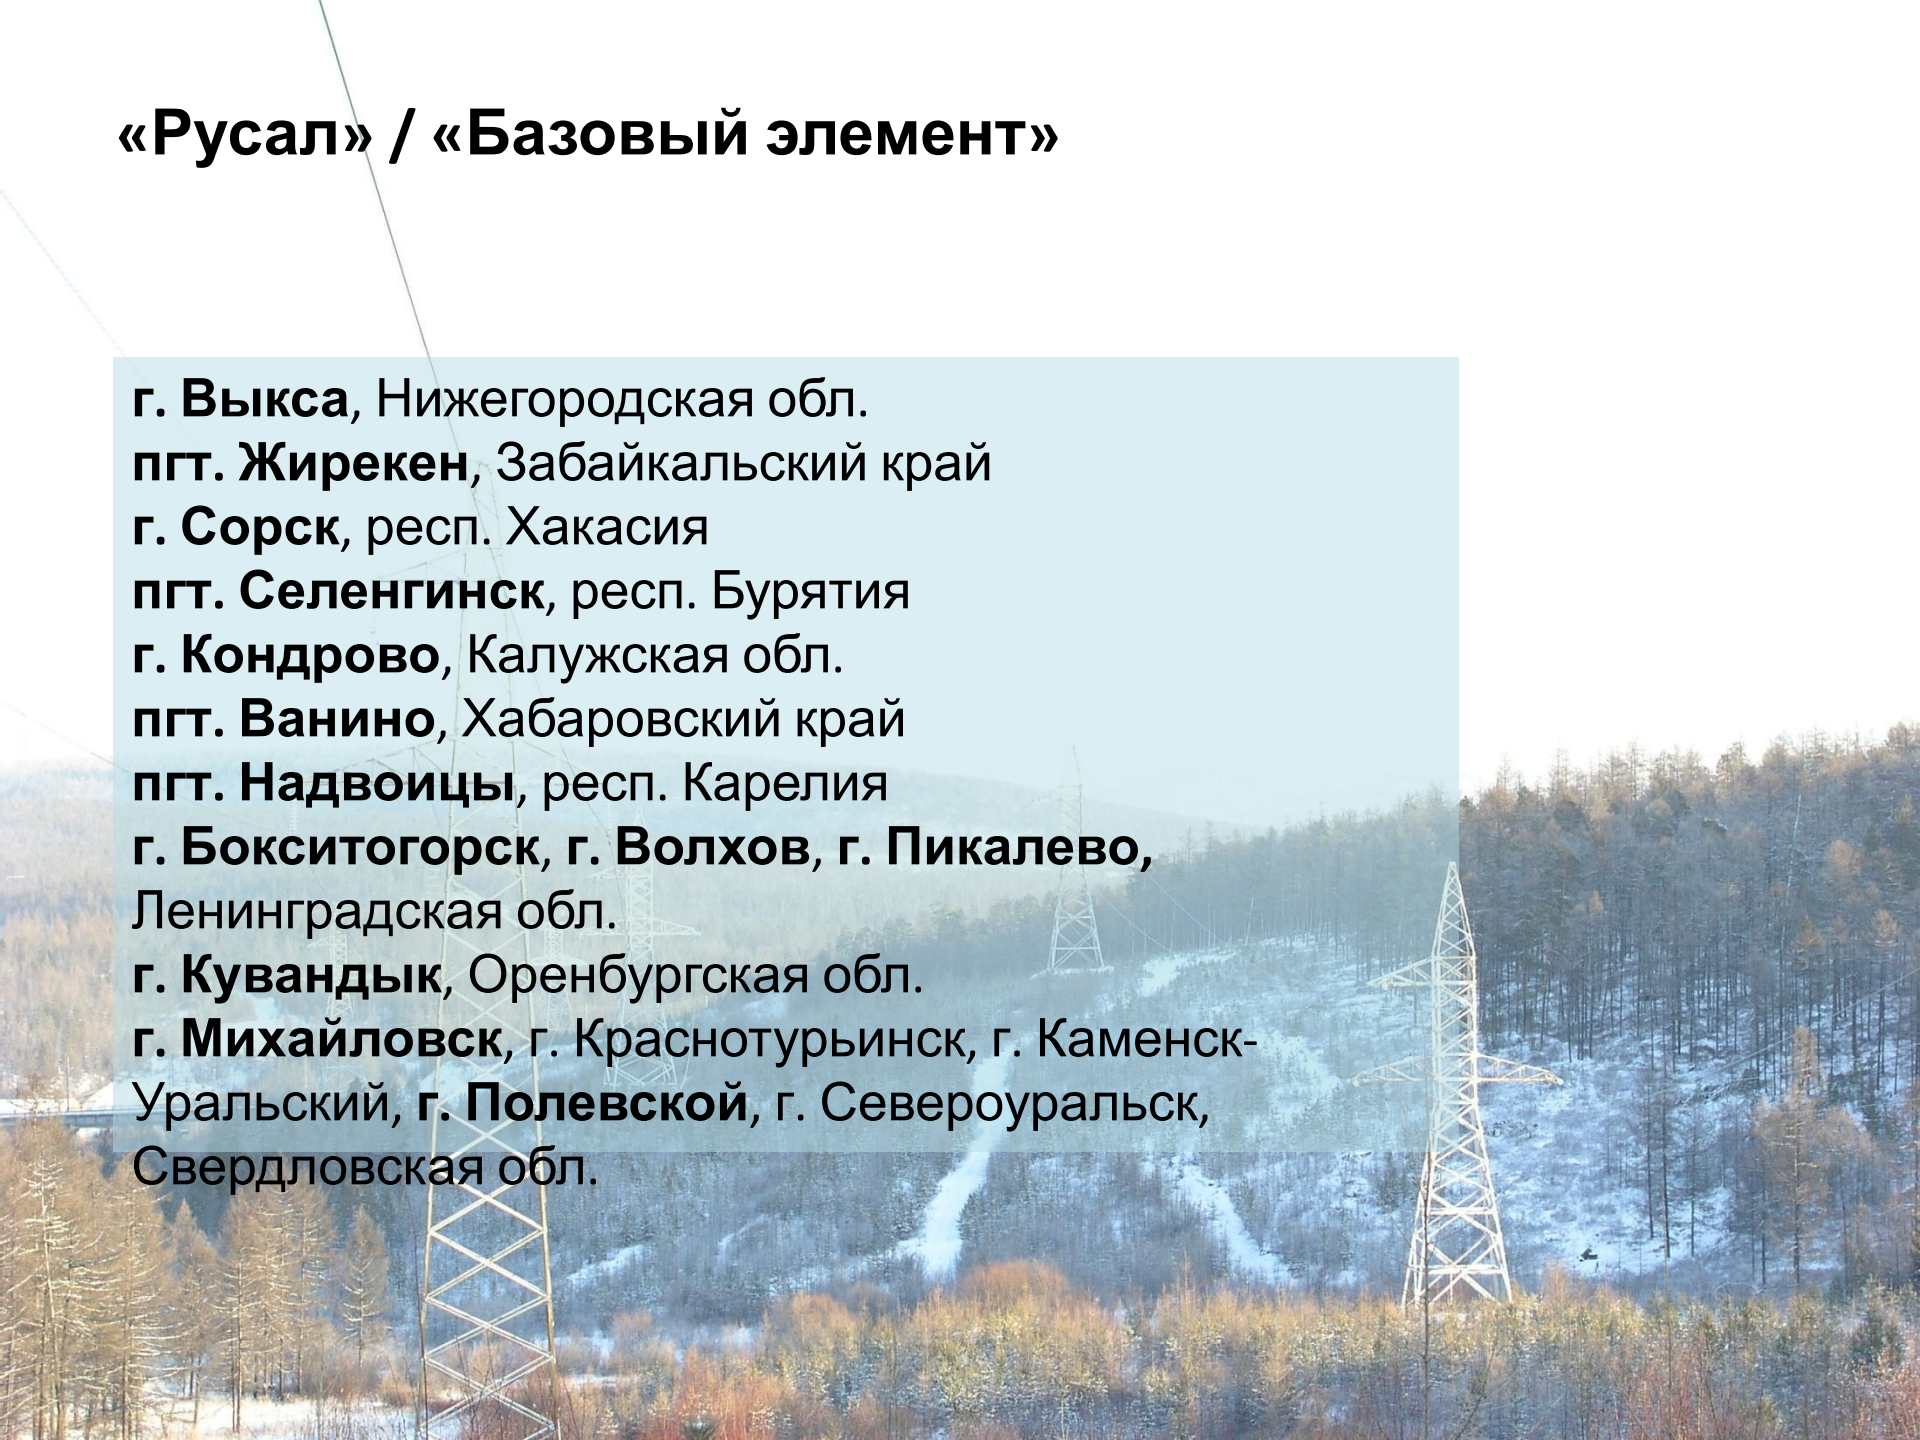 «Русал» / «Базовый элемент»
г. Выкса, Нижегородская обл.
пгт. Жирекен, Забайкальский край
г. Сорск, респ. Хакасия
пгт. Селенгинск, респ. Бурятия
г. Кондрово, Калужская обл.
пгт. Ванино, Хабаровский край
пгт. Надвоицы, респ. Карелия
г. Бокситогорск, г. Волхов, г. Пикалево,
Ленинградская обл.
г. Кувандык, Оренбургская обл.
г. Михайловск, г. Краснотурьинск, г. Каменск-
Уральский, г. Полевской, г. Североуральск,
Свердловская обл.